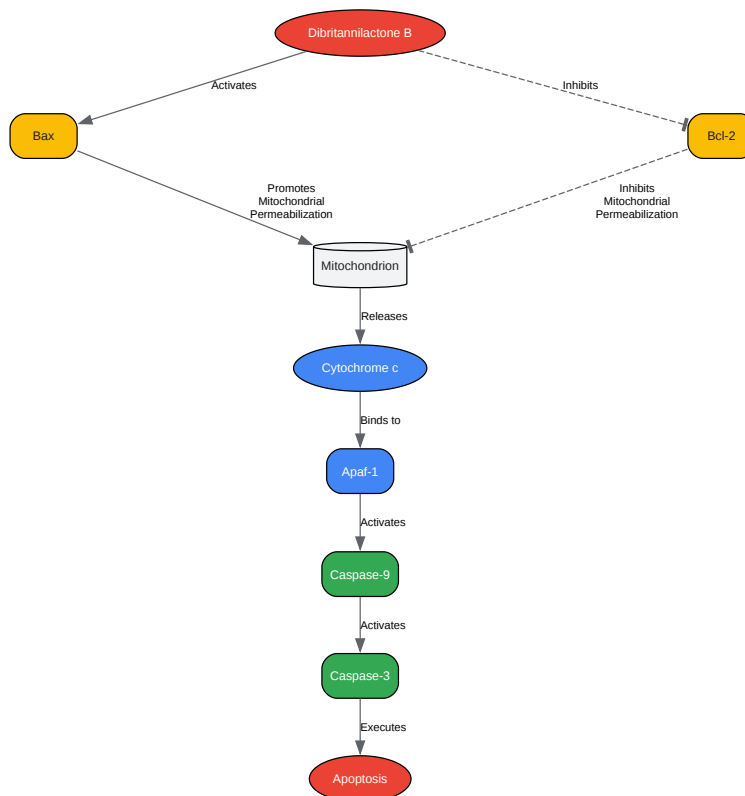 Dibritannilactone B
Activates
Inhibits
Bax
Bcl-2
Promotes
Mitochondrial
Permeabilization
Inhibits
Mitochondrial
Permeabilization
Mitochondrion
Releases
Cytochrome c
Binds to
Apaf-1
Activates
Caspase-9
Activates
Caspase-3
Executes
Apoptosis